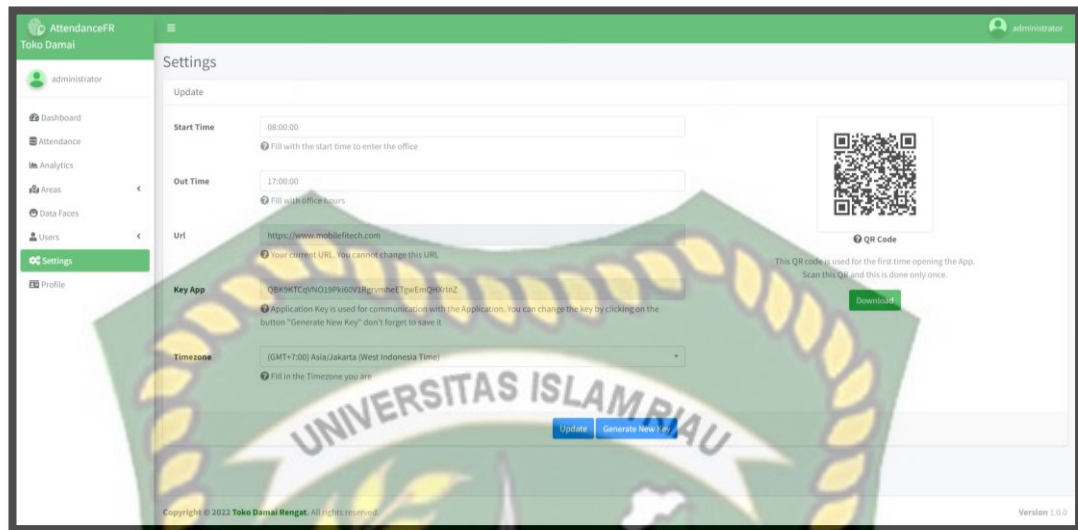 AttendanceFR
Toko Damai
administrator
administrator
Dashboard
Attendance
Analytics
Areas
Data Faces
Users
Settings
Profile
Settings
Update
Start Time
08:00:00
Fill with the start time to enter the office
Out Time
17:00:00
Fill with office hours
Url
https://www.mobilefitech.com
Your current URL. You cannot change this URL
Key App
Application Key is used for communication with the Application. You can change the key by clicking on the
button "Generate New Key" don't forget to save it
Timezone
(GMT+7:00) Asia/Jakarta (West Indonesia Time)
Fill in the Timezone you are
Update
Generate New Key
QR Code
This QR code is used for the first time opening the App.
Scan this QR and this is done only once.
Download
UNIVERSITAS ISLAM RIAU
Copyright © 2022 Toko Damai Rengat. All rights reserved.
Version 1.0.0